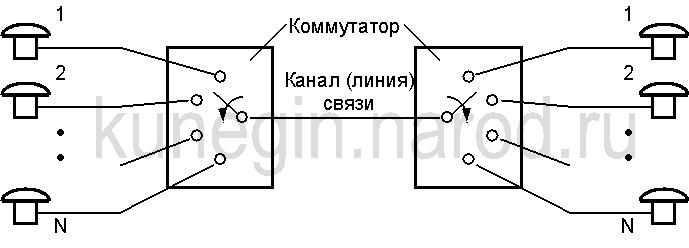 1
Коммутатор
1
2
Канал (линия)
связи
2
kunegin.narod.ru
N
N